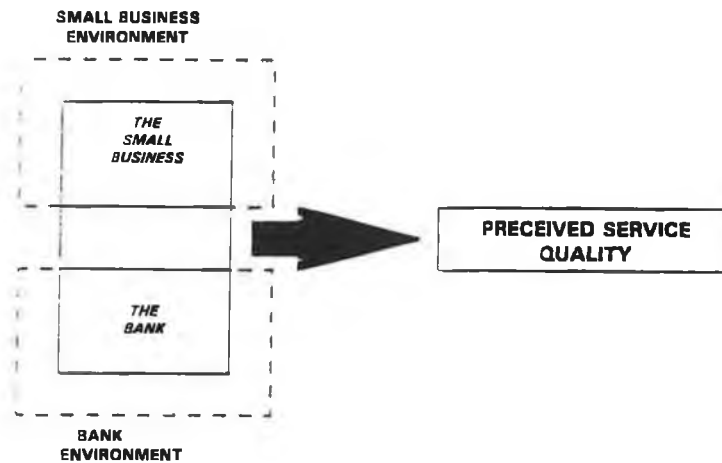 SMALL BUSINESS
ENVIRONMENT
THE
SMALL
BUSINESS
PRECEIVED SERVICE
QUALITY
THE
BANK
BANK
ENVIRONMENT